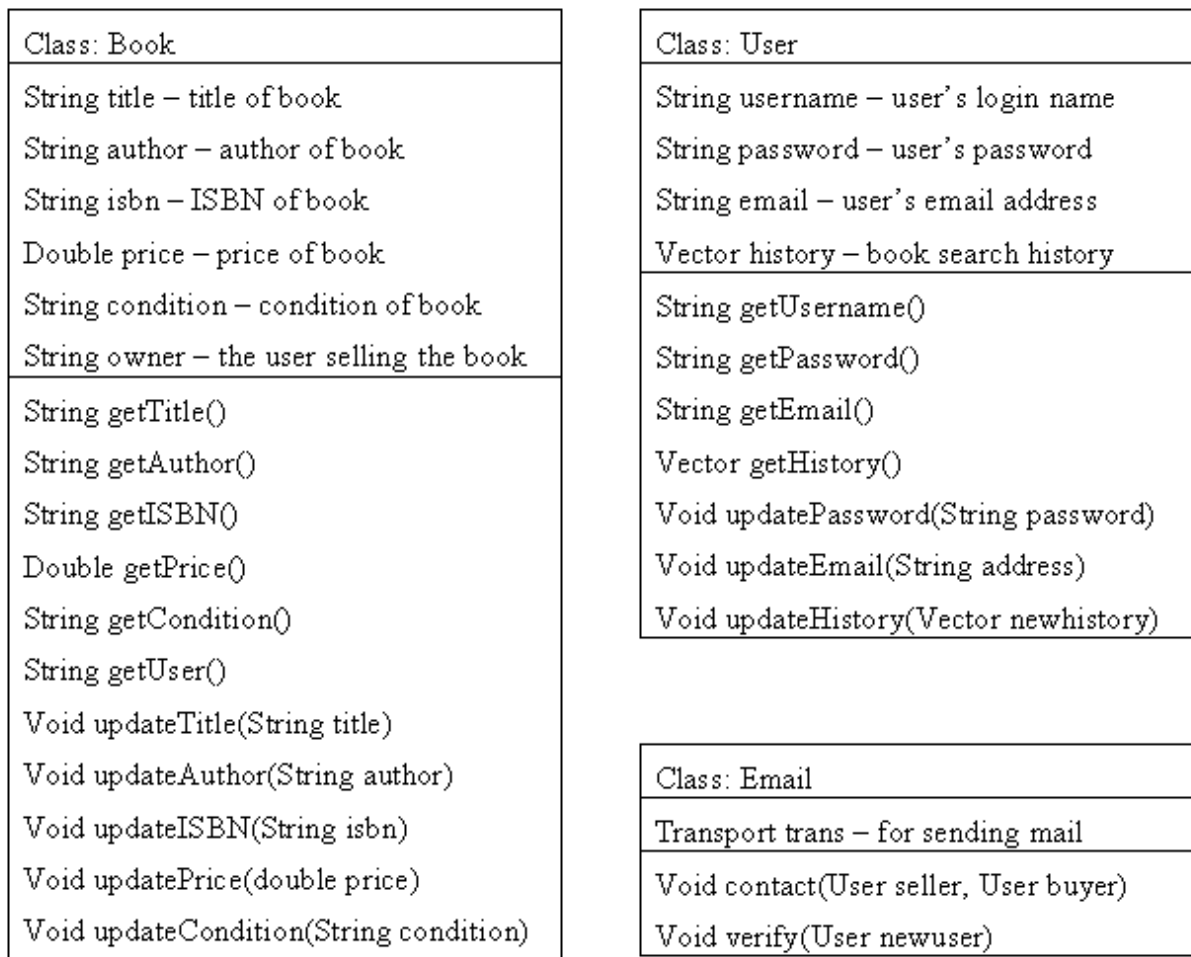 Class: Book
String title – title of book
String author – author of book
String isbn – ISBN of book
Double price – price of book
String condition – condition of book
String owner – the user selling the book
String getTitle()
String getAuthor()
String getISBN()
Double getPrice()
String getCondition()
String getUser()
Void updateTitle(String title)
Void updateAuthor(String author)
Void updateISBN(String isbn)
Void updatePrice(double price)
Void updateCondition(String condition)
Class: User
String username – user’s login name
String password – user’s password
String email – user’s email address
Vector history – book search history
String getUsername()
String getPassword()
String getEmail()
Vector getHistory()
Void updatePassword(String password)
Void updateEmail(String address)
Void updateHistory(Vector newhistory)
Class: Email
Transport trans – for sending mail
Void contact(User seller, User buyer)
Void verify(User newuser)